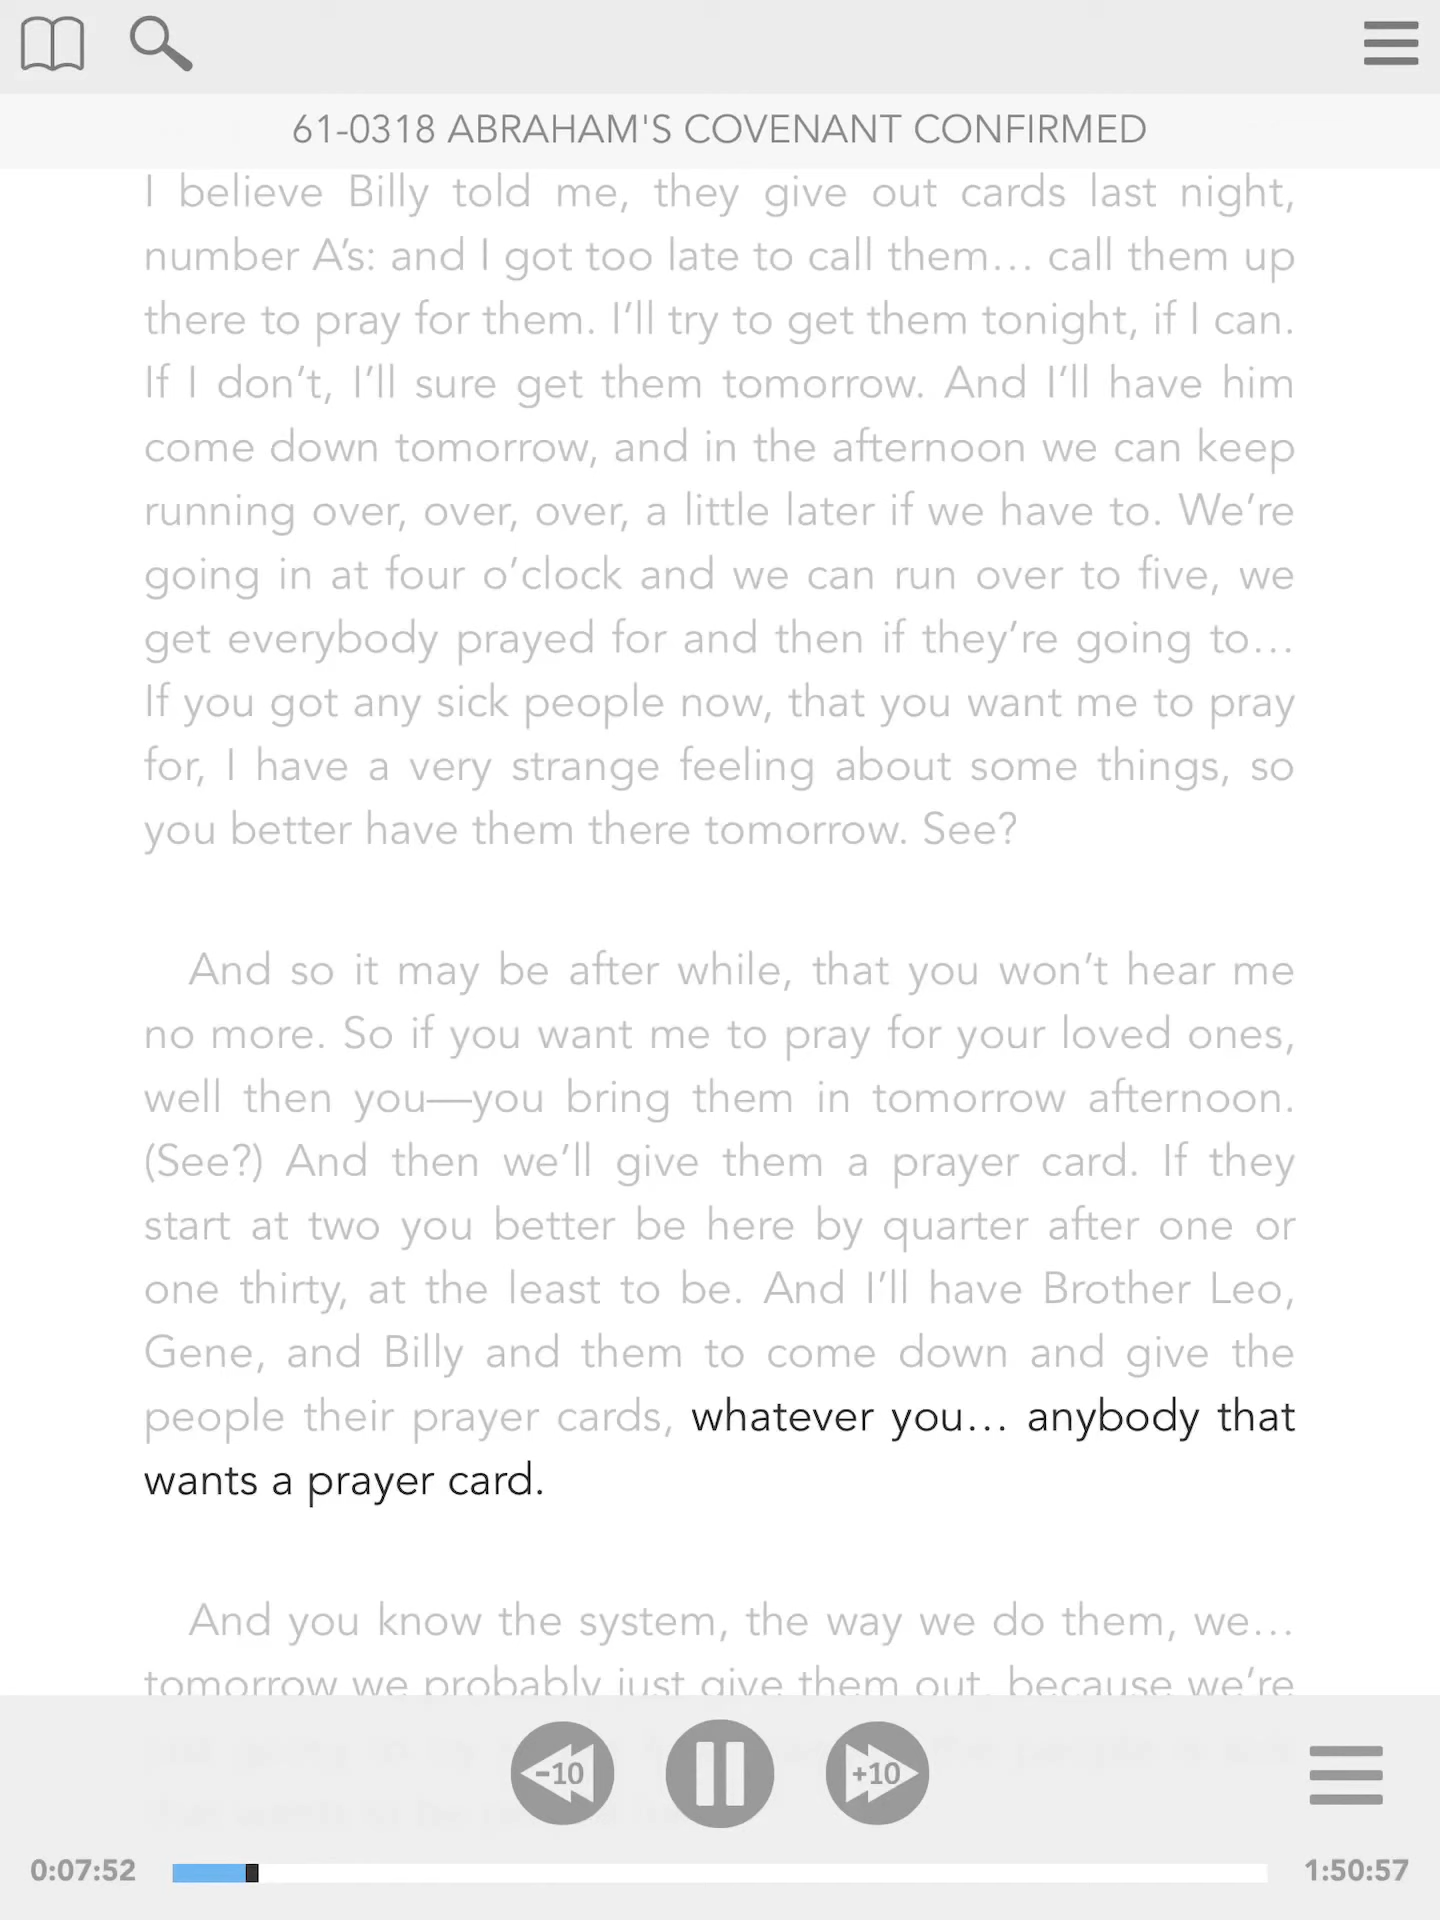 61-0318 ABRAHAM'S COVENANT CONFIRMED
I believe Billy told me, they give out cards last night,
number A’s: and I got too late to call them… call them up
there to pray for them. I’ll try to get them tonight, if I can.
If I don’t, I’ll sure get them tomorrow. And I’ll have him
come down tomorrow, and in the afternoon we can keep
running over, over, over, a little later if we have to. We’re
going in at four o’clock and we can run over to five, we
get everybody prayed for and then if they’re going to…
If you got any sick people now, that you want me to pray
for, I have a very strange feeling about some things, so
you better have them there tomorrow. See?
And so it may be after while, that you won’t hear me
no more. So if you want me to pray for your loved ones,
well then you—you bring them in tomorrow afternoon.
(See?) And then we’ll give them a prayer card. If they
start at two you better be here by quarter after one or
one thirty, at the least to be. And I’ll have Brother Leo,
Gene, and Billy and them to come down and give the
people their prayer cards, whatever you… anybody that
wants a prayer card.
And you know the system, the way we do them, we…
tomorrow we probably just give them out, because we’re
-10 +10
0:07:52 1:50:57